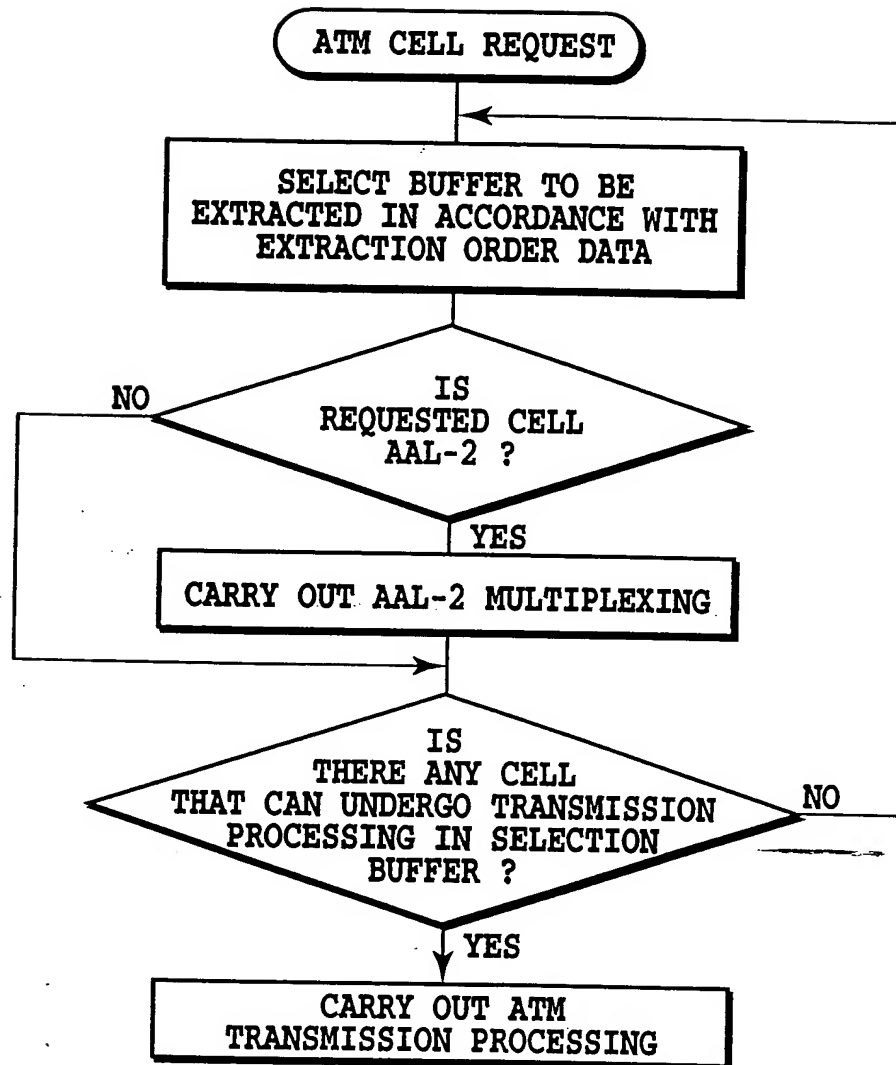 ATM CELL REQUEST
SELECT BUFFER TO BE
EXTRACTED IN ACCORDANCE WITH
EXTRACTION ORDER DATA
IS
REQUESTED CELL
AAL-2 ?
NO
YES
CARRY OUT AAL-2 MULTIPLEXING
IS
THERE ANY CELL
THAT CAN UNDERGO TRANSMISSION
PROCESSING IN SELECTION
BUFFER ?
NO
YES
CARRY OUT ATM
TRANSMISSION PROCESSING